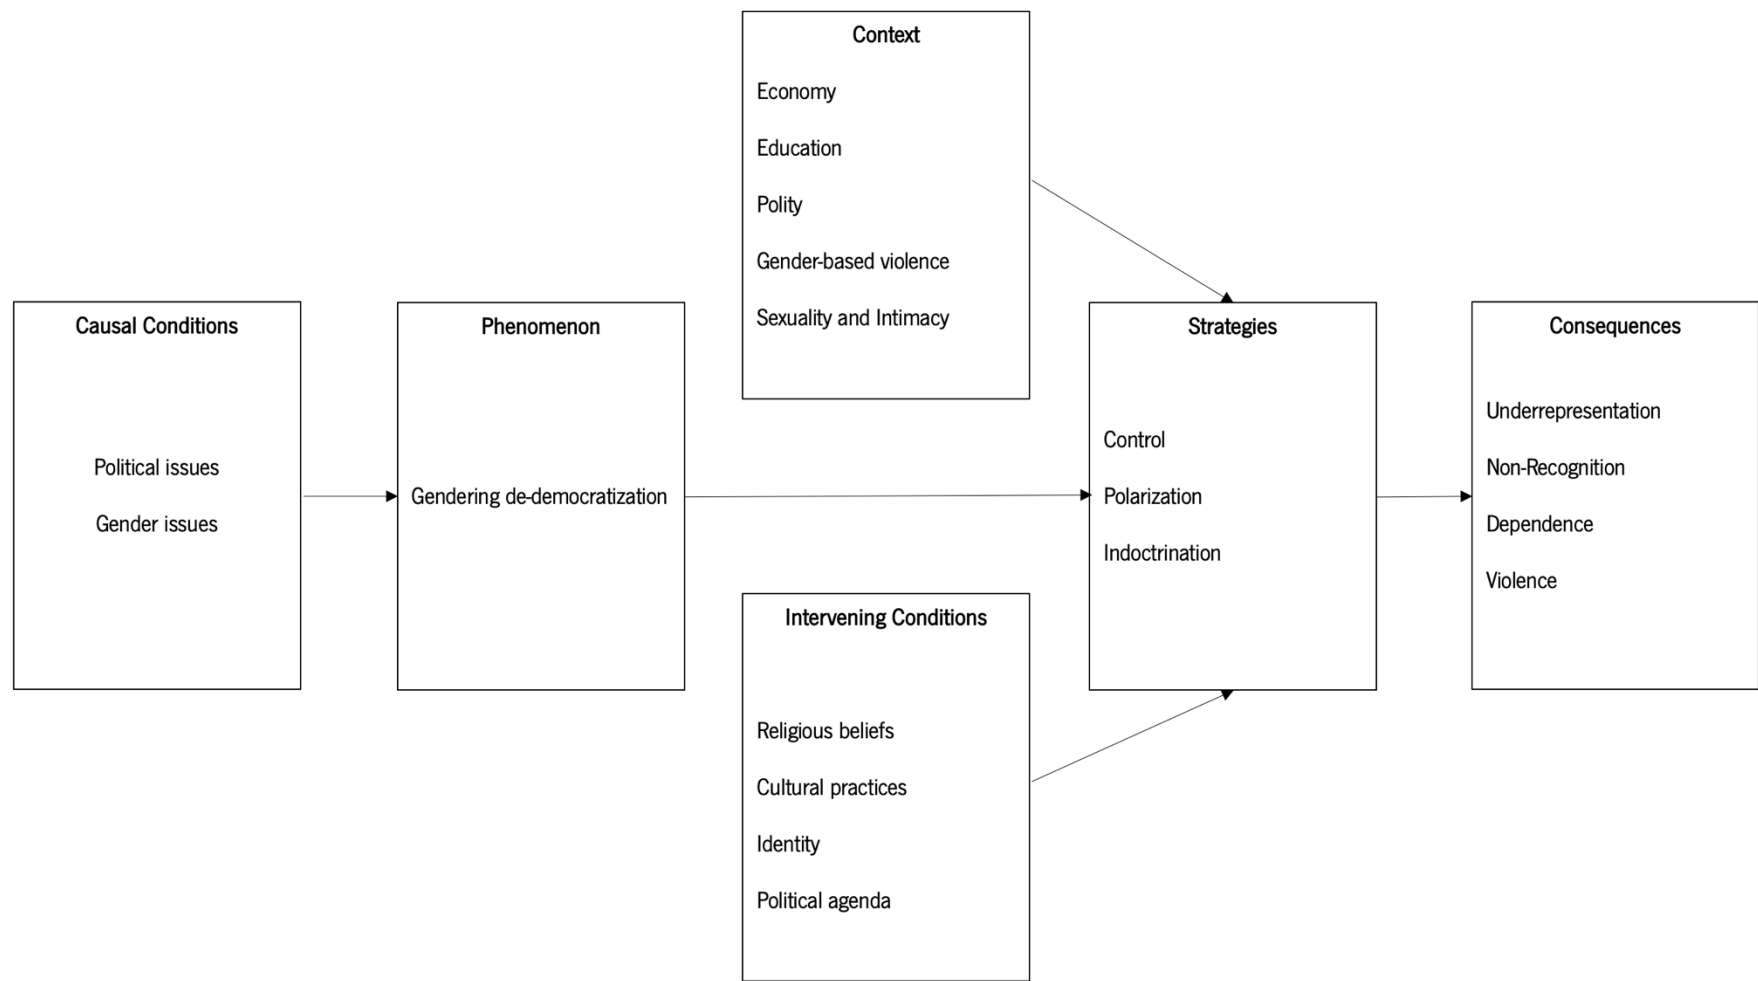 Causal Conditions
Political issues
Gender issues
Phenomenon
Gendering de-democratization
Context
Economy
Education
Polity
Gender-based violence
Sexuality and Intimacy
Intervening Conditions
Religious beliefs
Cultural practices
Identity
Political agenda
Strategies
Control
Polarization
Indoctrination
Consequences
Underrepresentation
Non-Recognition
Dependence
Violence